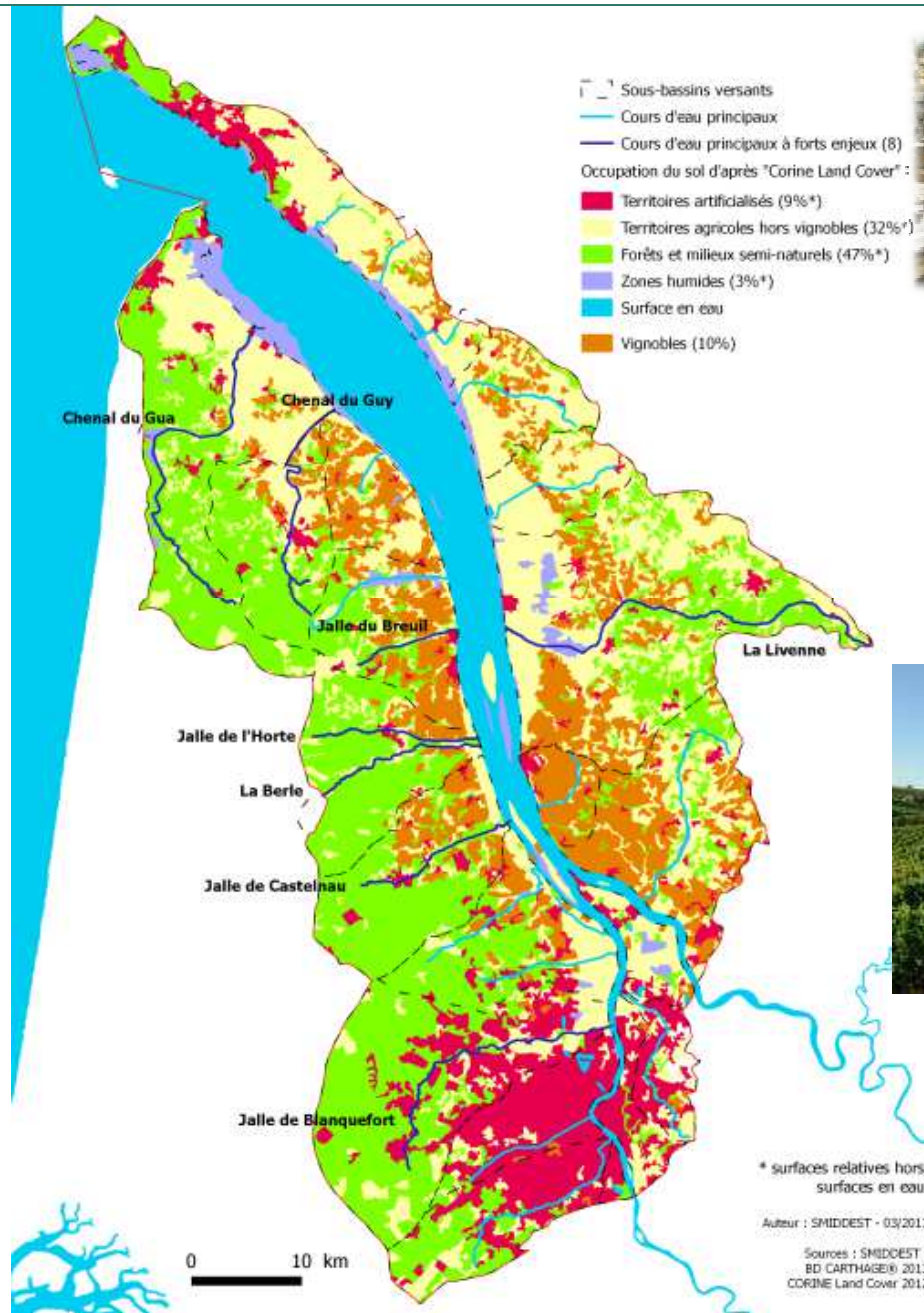 Sous-bassins versants
Cours d'eau principaux
Cours d'eau principaux à forts enjeux (8)
Occupation du sol d'après "Corine Land Cover" :
Territoires artificialisés (9%*)
Territoires agricoles hors vignobles (32%*)
Forêts et milieux semi-naturels (47%*)
Zones humides (3%*)
Surface en eau
Vignobles (10%)
Chenal du Guy
Chenal du Gua
Jalle du Breuil
La Livenne
Jalle de l'Horte
La Berle
Jalle de Castelnau
Jalle de Blanquefort
* surfaces relatives hors
surfaces en eau
Auteur : SMIDDEST -
Sources : SMIDDEST
BD CARTHAGE®
CORINE Land Cover
0 10 km